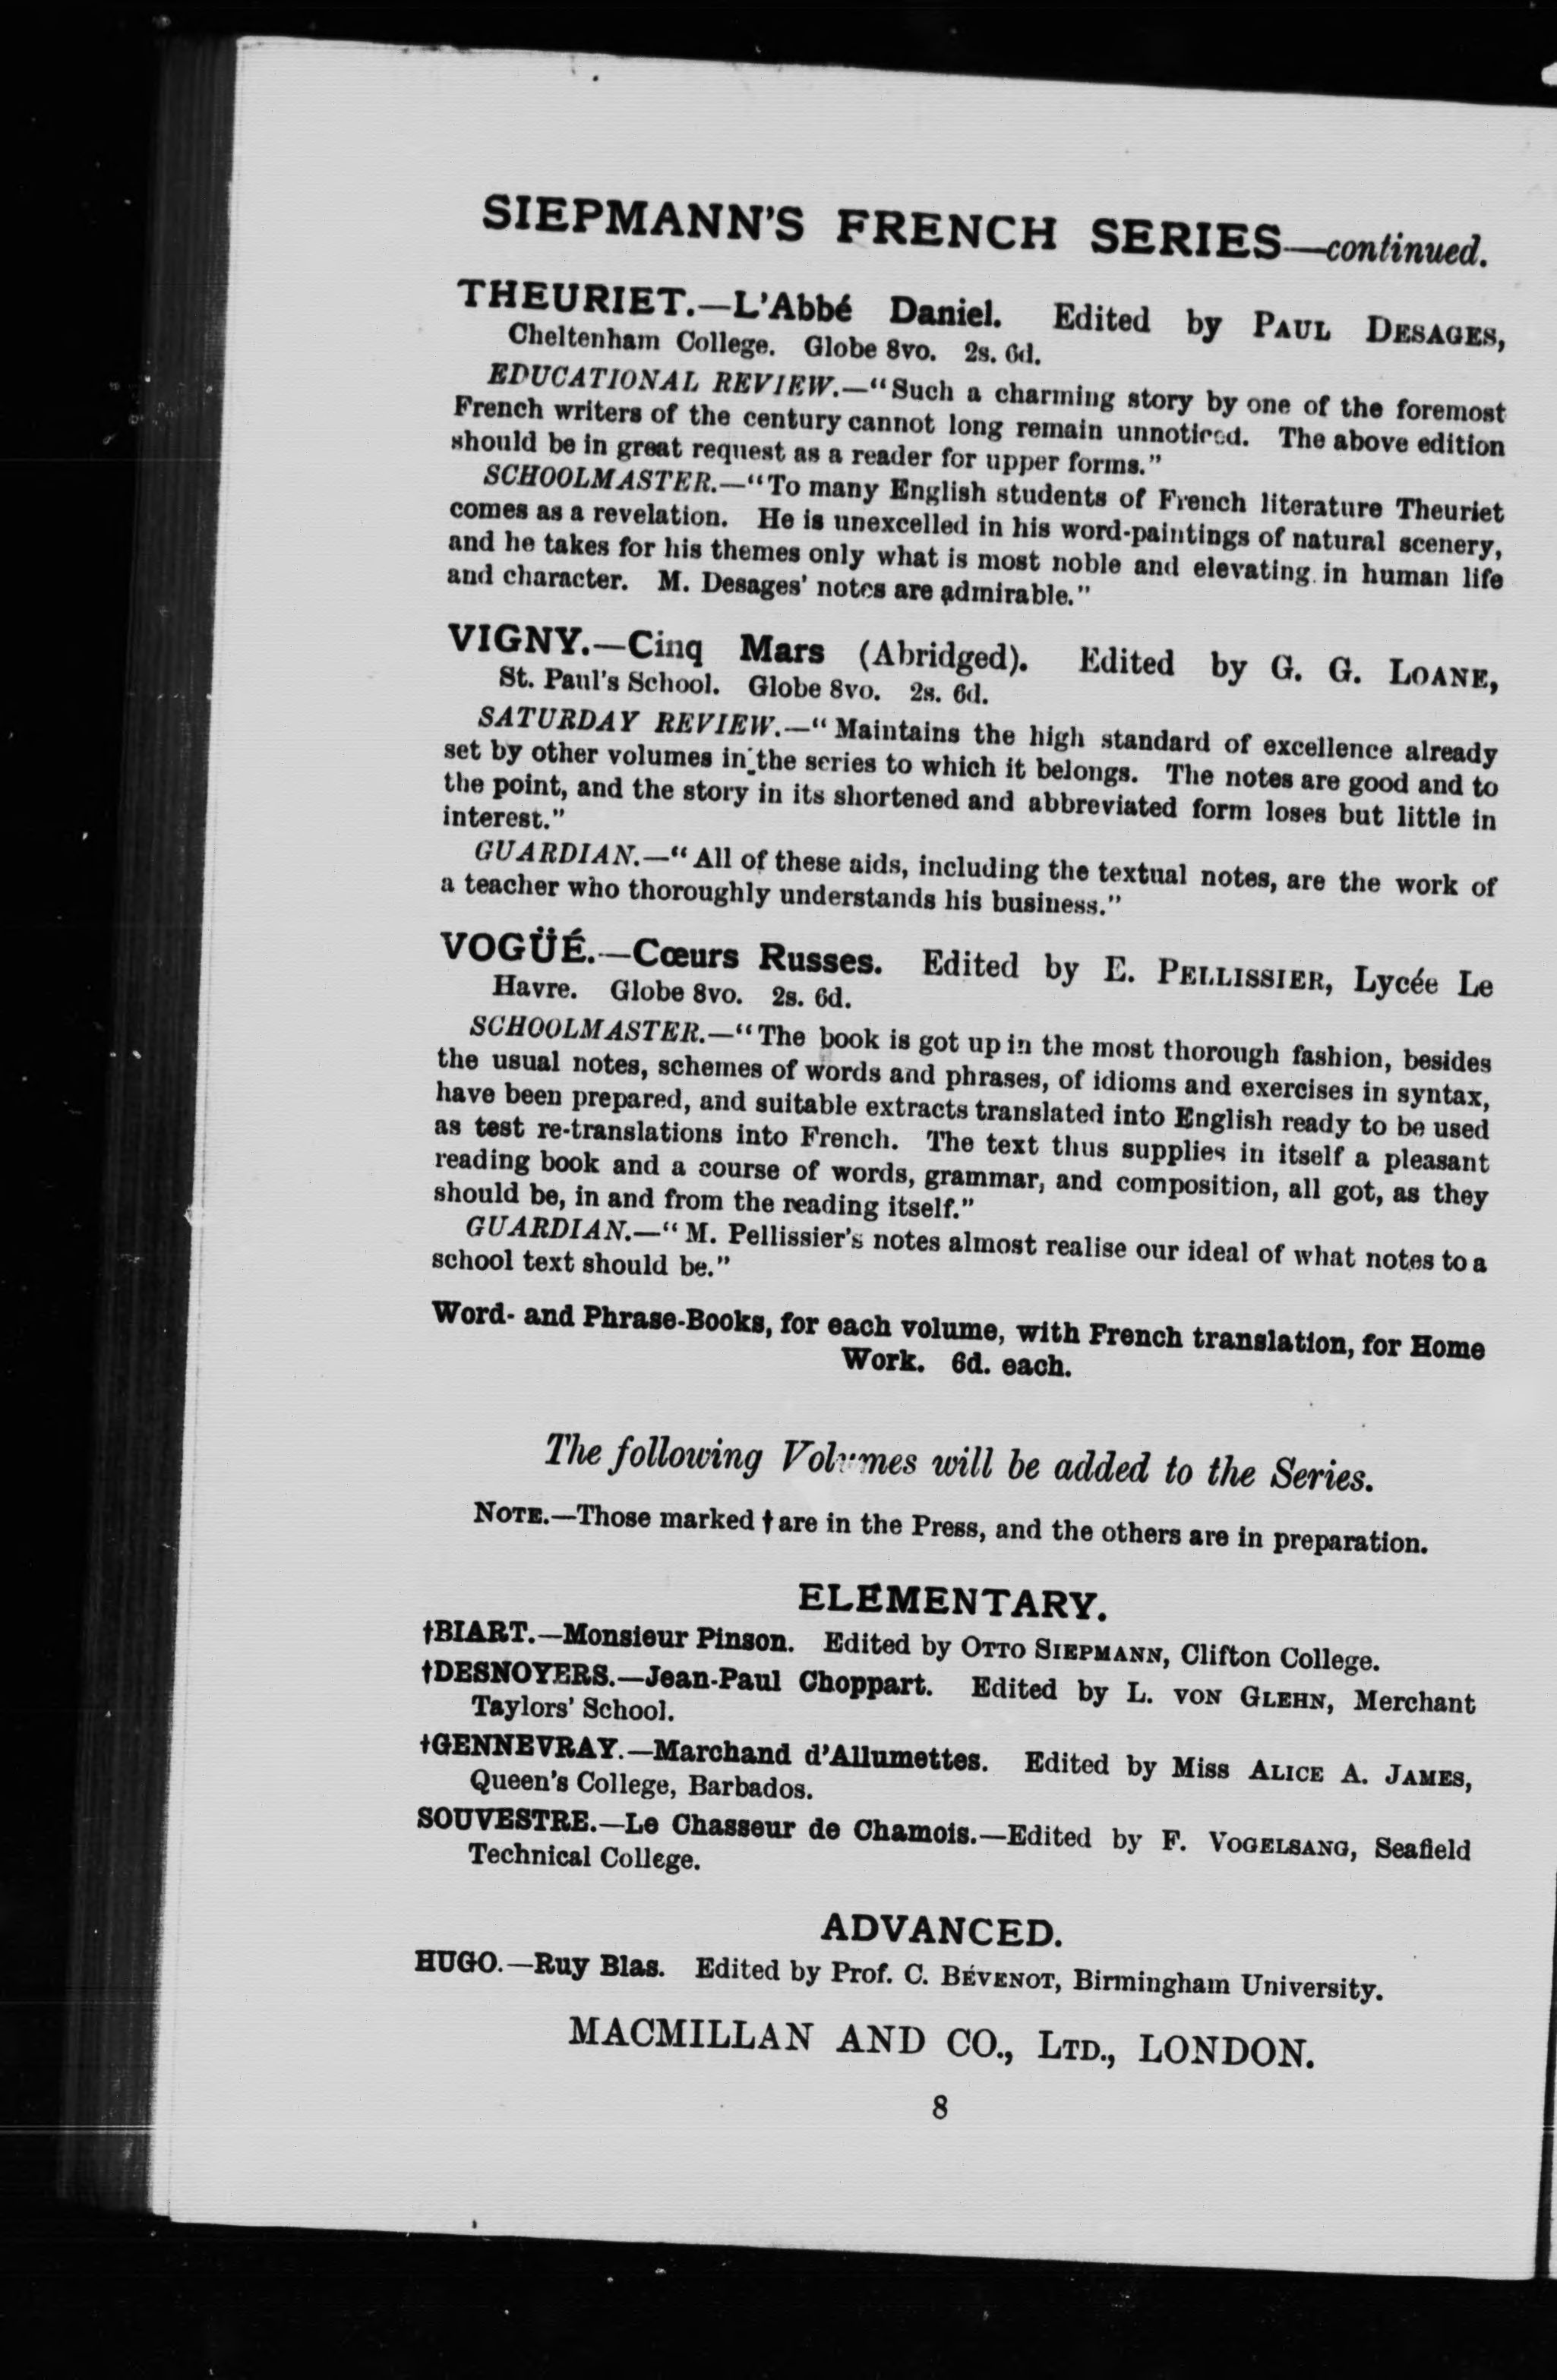 SIEPMANN'S FRENCH SERIES—continued.
THEURIET.—L'Abbé Daniel. Edited by PAUL DESAGES,
Cheltenham College. Globe 8vo. 2s. 6d.
EDUCATIONAL REVIEW.—“Such a charming story by one of the foremost
French writers of the century cannot long remain unnoticed. The above edition
should be in great request as a reader for upper forms.”
SCHOOLMASTER.—“To many English students of French literature Theuriet
comes as a revelation. He is unexcelled in his word-paintings of natural scenery,
and he takes for his themes only what is most noble and elevating in human life
and character. M. Desages' notes are admirable.”
VIGNY.—Cinq Mars (Abridged). Edited by G. G. LOANE,
St. Paul's School. Globe 8vo. 2s. 6d.
SATURDAY REVIEW.—“Maintains the high standard of excellence already
set by other volumes in the series to which it belongs. The notes are good and to
the point, and the story in its shortened and abbreviated form loses but little in
interest.”
GUARDIAN.—“All of these aids, including the textual notes, are the work of
a teacher who thoroughly understands his business.”
VOGÜÉ.—Cœurs Russes. Edited by E. PELLISSIER, Lycée Le
Havre. Globe 8vo. 2s. 6d.
SCHOOLMASTER.—“The book is got up in the most thorough fashion, besides
the usual notes, schemes of words and phrases, of idioms and exercises in syntax,
have been prepared, and suitable extracts translated into English ready to be used
as test re-translations into French. The text thus supplies in itself a pleasant
reading book and a course of words, grammar, and composition, all got, as they
should be, in and from the reading itself.”
GUARDIAN.—“M. Pellissier's notes almost realise our ideal of what notes to a
school text should be.”
Word- and Phrase-Books, for each volume, with French translation, for Home
Work. 6d. each.
The following Volumes will be added to the Series.
NOTE.—Those marked † are in the Press, and the others are in preparation.
ELEMENTARY.
†BIART.—Monsieur Pinson. Edited by OTTO SIEPMANN, Clifton College.
†DESNOYERS.—Jean-Paul Choppart. Edited by L. VON GLEHN, Merchant
Taylors' School.
†GENNEVRAY.—Marchand d'Allumettes. Edited by Miss ALICE A. JAMES,
Queen's College, Barbados.
SOUVESTRE.—Le Chasseur de Chamois.—Edited by F. VOGELSANG, Seafield
Technical College.
ADVANCED.
HUGO.—Ruy Blas. Edited by Prof. C. BÉVENOT, Birmingham University.
MACMILLAN AND CO., LTD., LONDON.
8